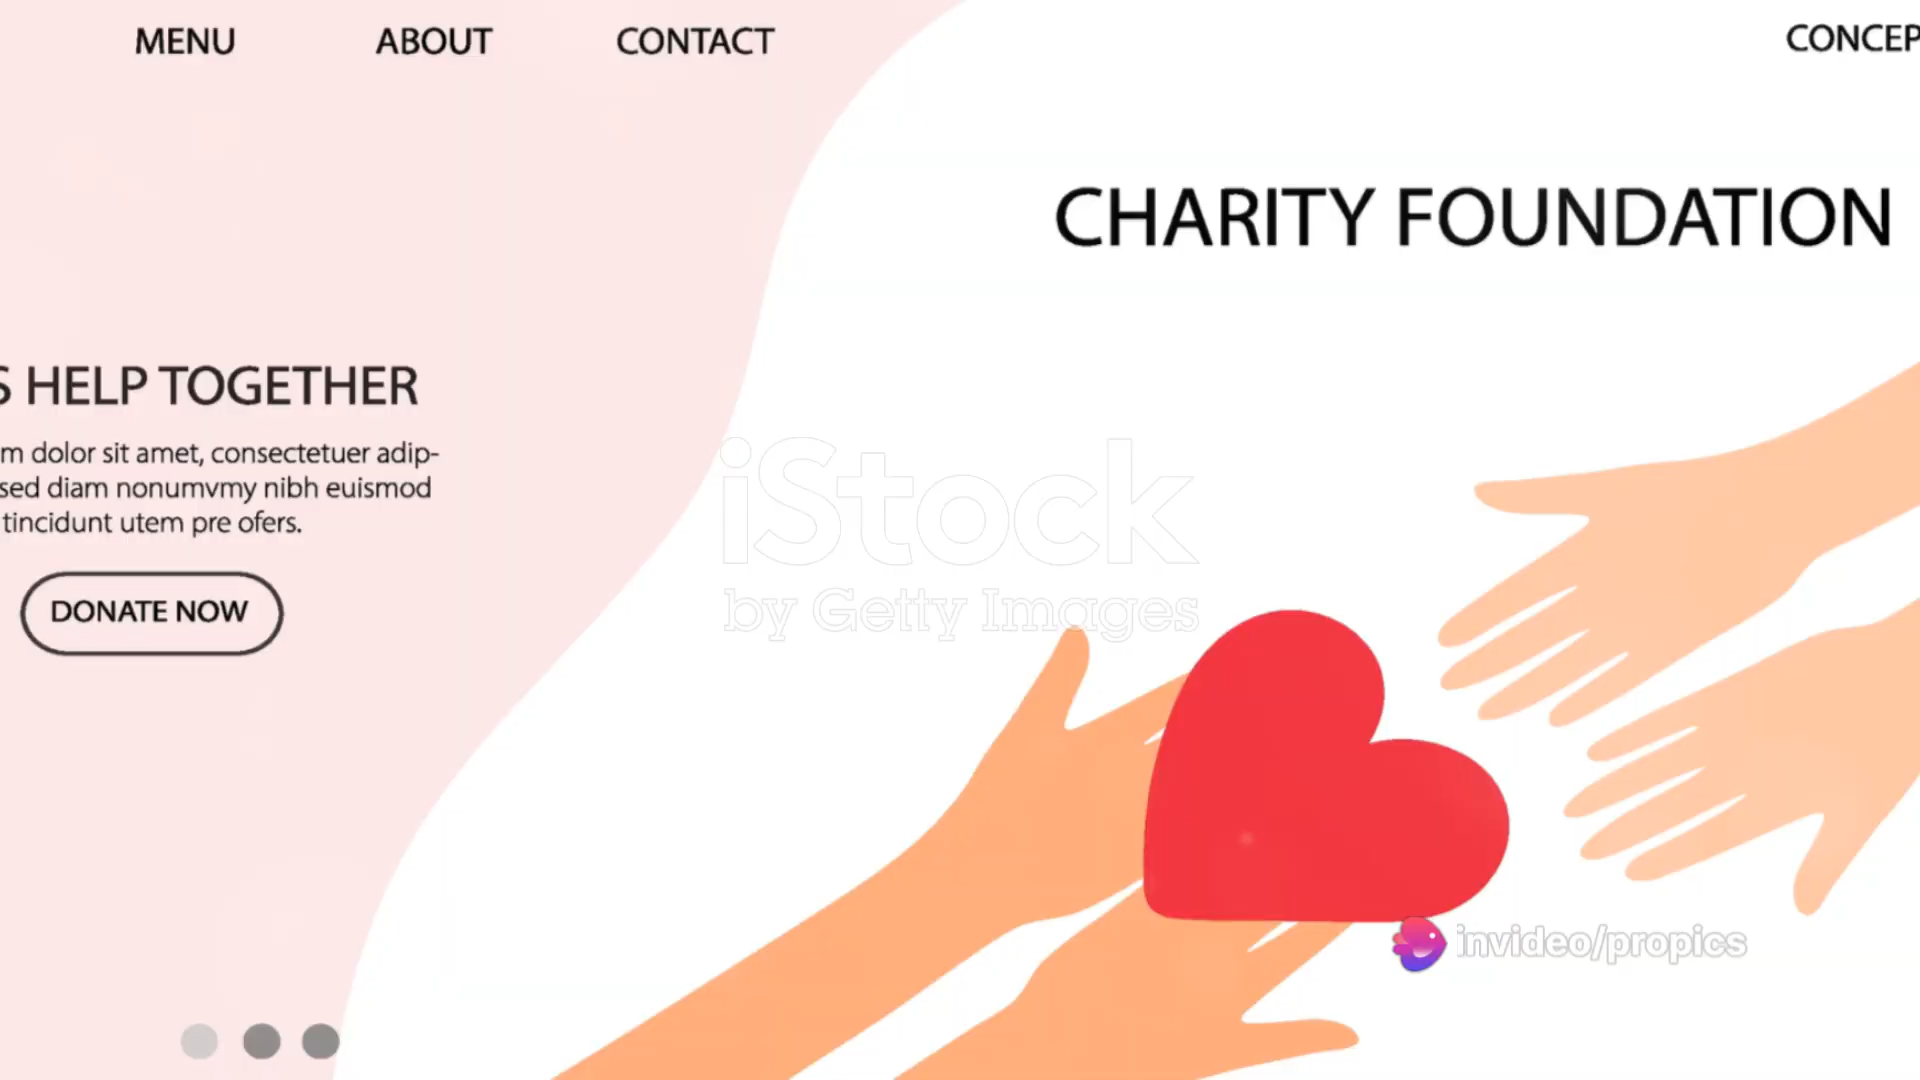 MENU ABOUT CONTACT CONCEP
CHARITY FOUNDATION
S HELP TOGETHER
m dolor sit amet, consectetuer adip-
sed diam nonumvmy nibh euismod
tincidunt utem pre ofers.
DONATE NOW
iStock
by Getty Images
invideo/propics